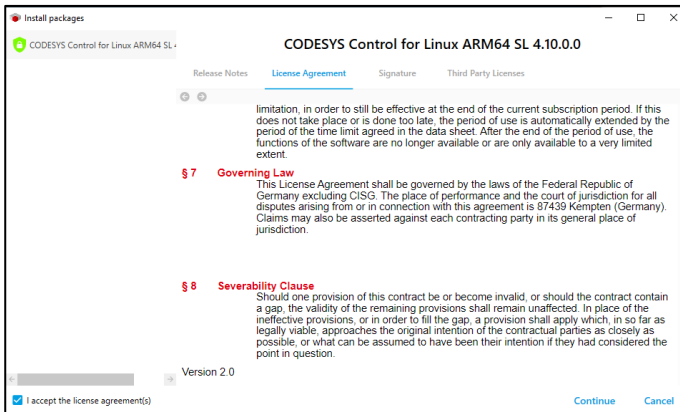 Install packages
CODESYS Control for Linux ARM64 SL 4
CODESYS Control for Linux ARM64 SL 4.10.0.0
Release Notes License Agreement Signature Third Party Licenses
limitation, in order to still be effective at the end of the current subscription period. If this
does not take place or is done too late, the period of use is automatically extended by the
period of the time limit agreed in the data sheet. After the end of the period of use, the
functions of the software are no longer available or are only available to a very limited
extent.
§ 7 Governing Law
This License Agreement shall be governed by the laws of the Federal Republic of
Germany excluding CISG. The place of performance and the court of jurisdiction for all
disputes arising from or in connection with this agreement is 87439 Kempten (Germany).
Claims may also be asserted against each contracting party in its general place of
jurisdiction.
§ 8 Severability Clause
Should one provision of this contract be or become invalid, or should the contract contain
a gap, the validity of the remaining provisions shall remain unaffected. In place of the
ineffective provisions, or in order to fill the gap, a provision shall apply which, in so far as
legally viable, approaches the original intention of the contractual parties as closely as
possible, or what can be assumed to have been their intention if they had considered the
point in question.
Version 2.0
I accept the license agreement(s)
Continue Cancel